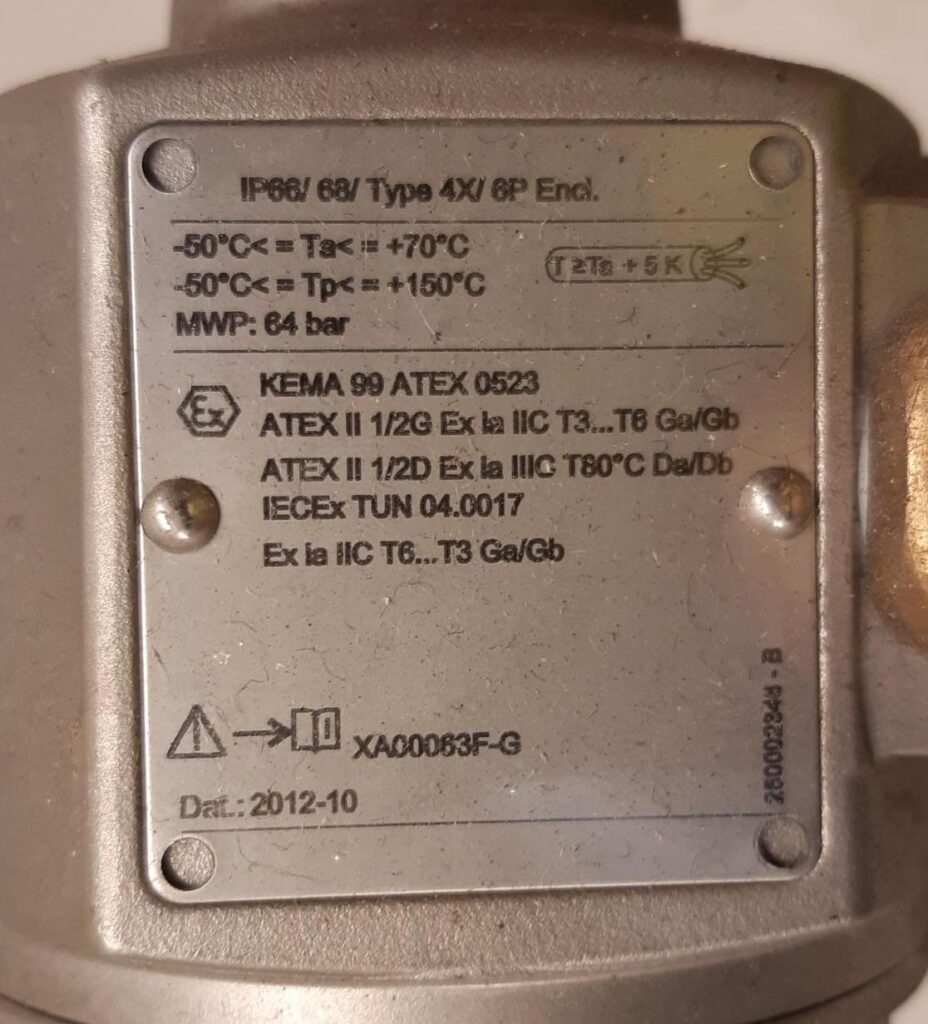 IP66/ 68/ Type 4X/ 6P Encl.
-50°C< = Ta< = +70°C
T ≥Ta + 5 K
-50°C< = Tp< = +150°C
MWP: 64 bar
Ex
KEMA 99 ATEX 0523
ATEX II 1/2G Ex ia IIC T3...T6 Ga/Gb
ATEX II 1/2D Ex ia IIIC T80°C Da/Db
IECEx TUN 04.0017
Ex ia IIC T6...T3 Ga/Gb
XA00063F-G
Dat.: 2012-10
250002348 - B